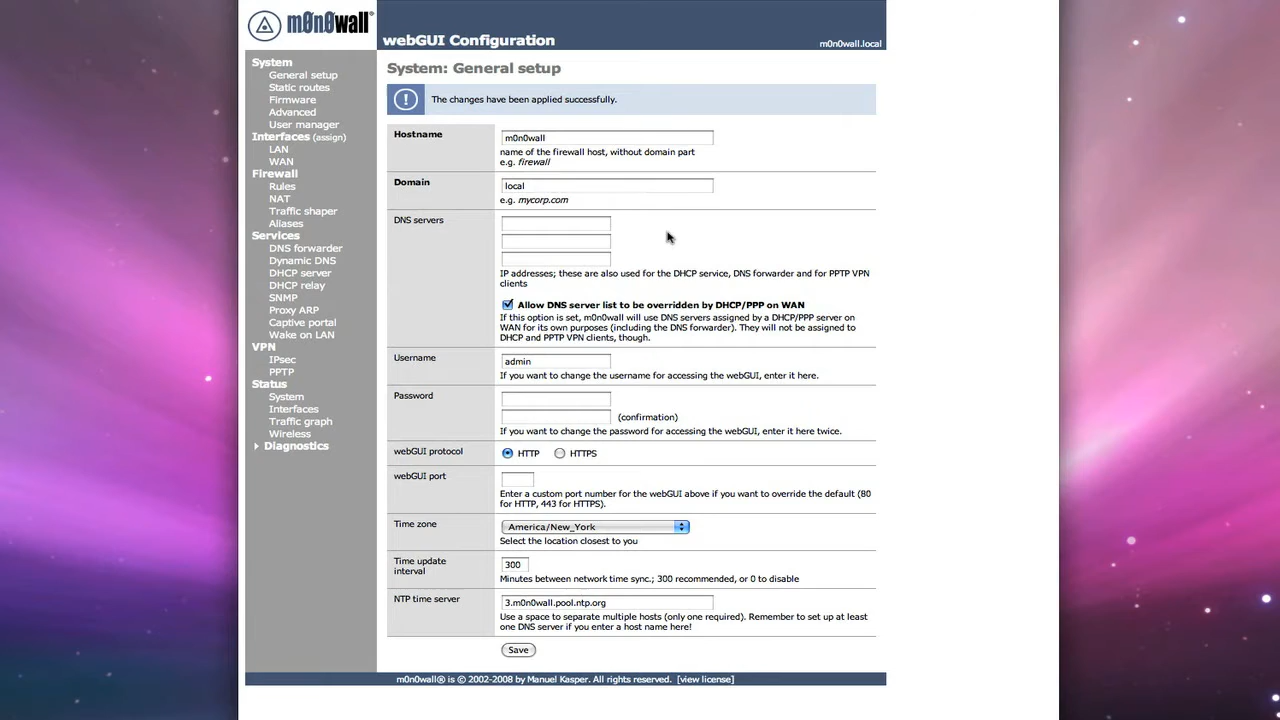 m0n0wall®
webGUI Configuration
m0n0wall.local
System
General setup
Static routes
Firmware
Advanced
User manager
Interfaces (assign)
LAN
WAN
Firewall
Rules
NAT
Traffic shaper
Aliases
Services
DNS forwarder
Dynamic DNS
DHCP server
DHCP relay
SNMP
Proxy ARP
Captive portal
Wake on LAN
VPN
IPsec
PPTP
Status
System
Interfaces
Traffic graph
Wireless
Diagnostics
System: General setup
The changes have been applied successfully.
Hostname
m0n0wall
name of the firewall host, without domain part
e.g. firewall
Domain
local
e.g. mycorp.com
DNS servers
IP addresses; these are also used for the DHCP service, DNS forwarder and for PPTP VPN
clients
Allow DNS server list to be overridden by DHCP/PPP on WAN
If this option is set, m0n0wall will use DNS servers assigned by a DHCP/PPP server on
WAN for its own purposes (including the DNS forwarder). They will not be assigned to
DHCP and PPTP VPN clients, though.
Username
admin
If you want to change the username for accessing the webGUI, enter it here.
Password
(confirmation)
If you want to change the password for accessing the webGUI, enter it here twice.
webGUI protocol
HTTP HTTPS
webGUI port
Enter a custom port number for the webGUI above if you want to override the default (80
for HTTP, 443 for HTTPS).
Time zone
America/New_York
Select the location closest to you
Time update
interval
300
Minutes between network time sync.; 300 recommended, or 0 to disable
NTP time server
3.m0n0wall.pool.ntp.org
Use a space to separate multiple hosts (only one required). Remember to set up at least
one DNS server if you enter a host name here!
Save
m0n0wall® is © 2002-2008 by Manuel Kasper. All rights reserved. [view license]